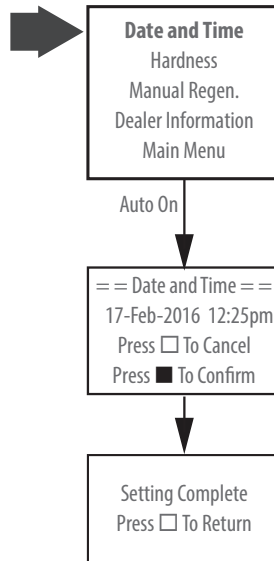 Date and Time
Hardness
Manual Regen.
Dealer Information
Main Menu
Auto On
= = Date and Time = =
17-Feb-2016 12:25pm
Press □ To Cancel
Press ■ To Confirm
Setting Complete
Press □ To Return